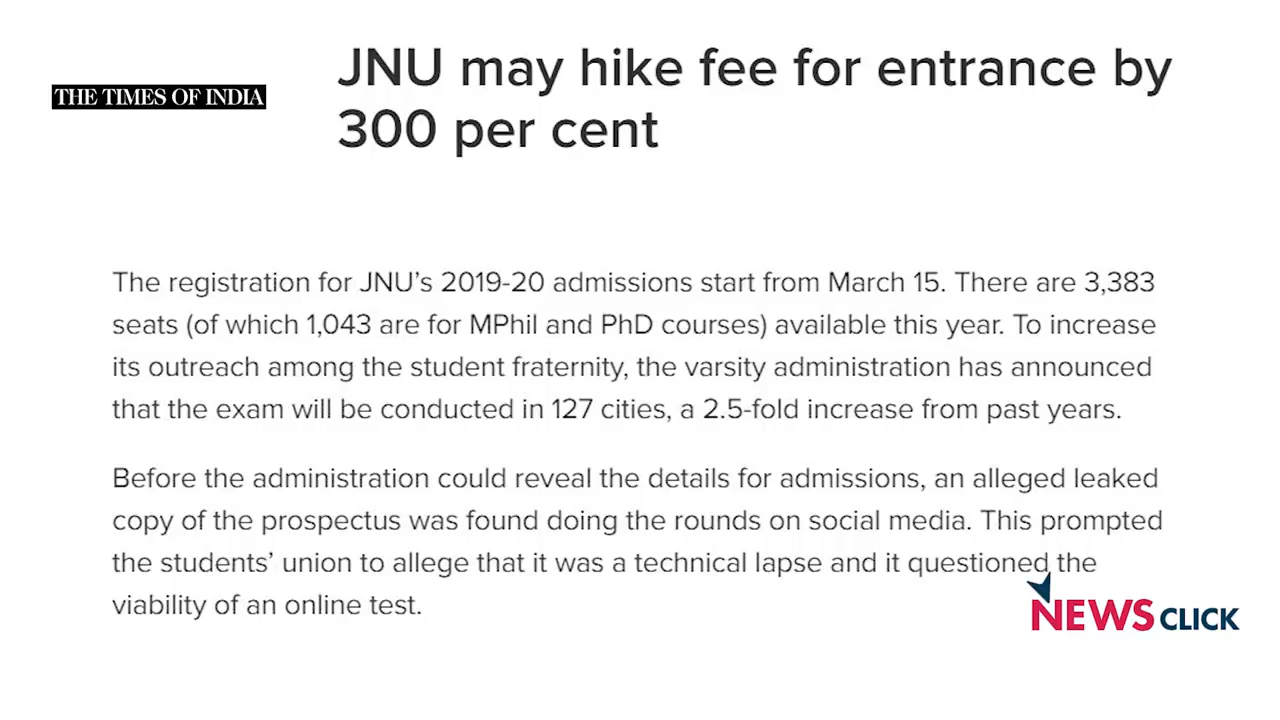 JNU may hike fee for entrance by
THE TIMES OF INDIA
300 per cent
The registration for JNU's 2019-20 admissions start from March 15. There are 3,383
seats (of which 1,043 are for MPhil and PhD courses) available this year. To increase
its outreach among the student fraternity, the varsity administration has announced
that the exam will be conducted in 127 cities, a 2.5-fold increase from past years.
Before the administration could reveal the details for admissions, an alleged leaked
copy of the prospectus was found doing the rounds on social media. This prompted
the students' union to allege that it was a technical lapse and it questioned the
viability of an online test.
NEWSCLICK